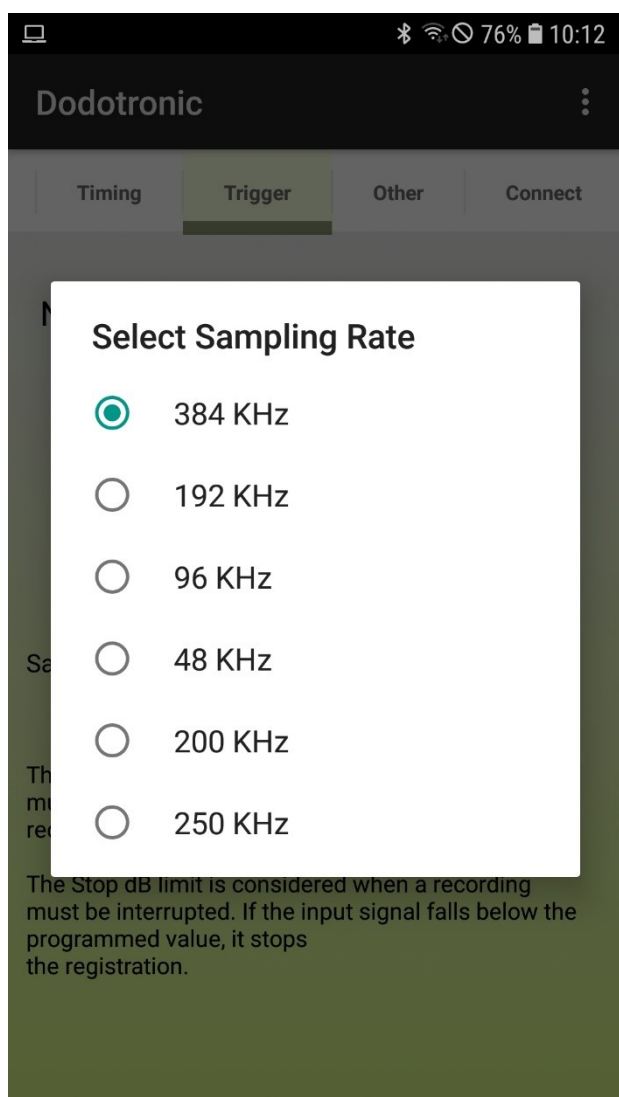 76% 10:12
Dodotronic
Timing Trigger Other Connect
Select Sampling Rate
384 KHz
192 KHz
96 KHz
48 KHz
200 KHz
250 KHz
The Stop dB limit is considered when a recording
must be interrupted. If the input signal falls below the
programmed value, it stops
the registration.